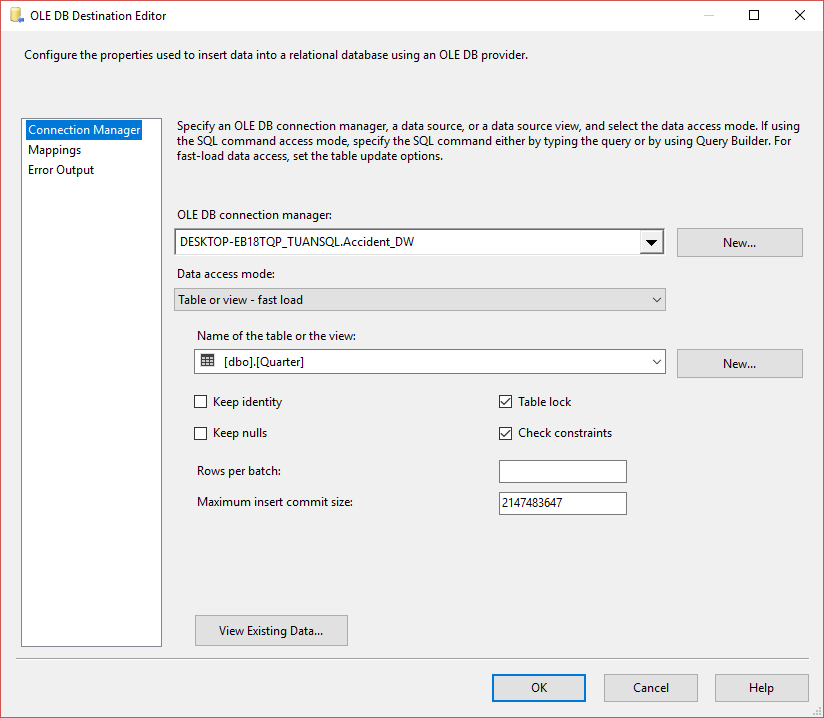 OLE DB Destination Editor
Configure the properties used to insert data into a relational database using an OLE DB provider.
Connection Manager
Mappings
Error Output
Specify an OLE DB connection manager, a data source, or a data source view, and select the data access mode. If using
the SQL command access mode, specify the SQL command either by typing the query or by using Query Builder. For
fast-load data access, set the table update options.
OLE DB connection manager:
DESKTOP-EB18TQP_TUANSQL.Accident_DW
New...
Data access mode:
Table or view - fast load
Name of the table or the view:
[dbo].[Quarter]
New...
Keep identity
Table lock
Keep nulls
Check constraints
Rows per batch:
Maximum insert commit size:
2147483647
View Existing Data...
OK
Cancel
Help